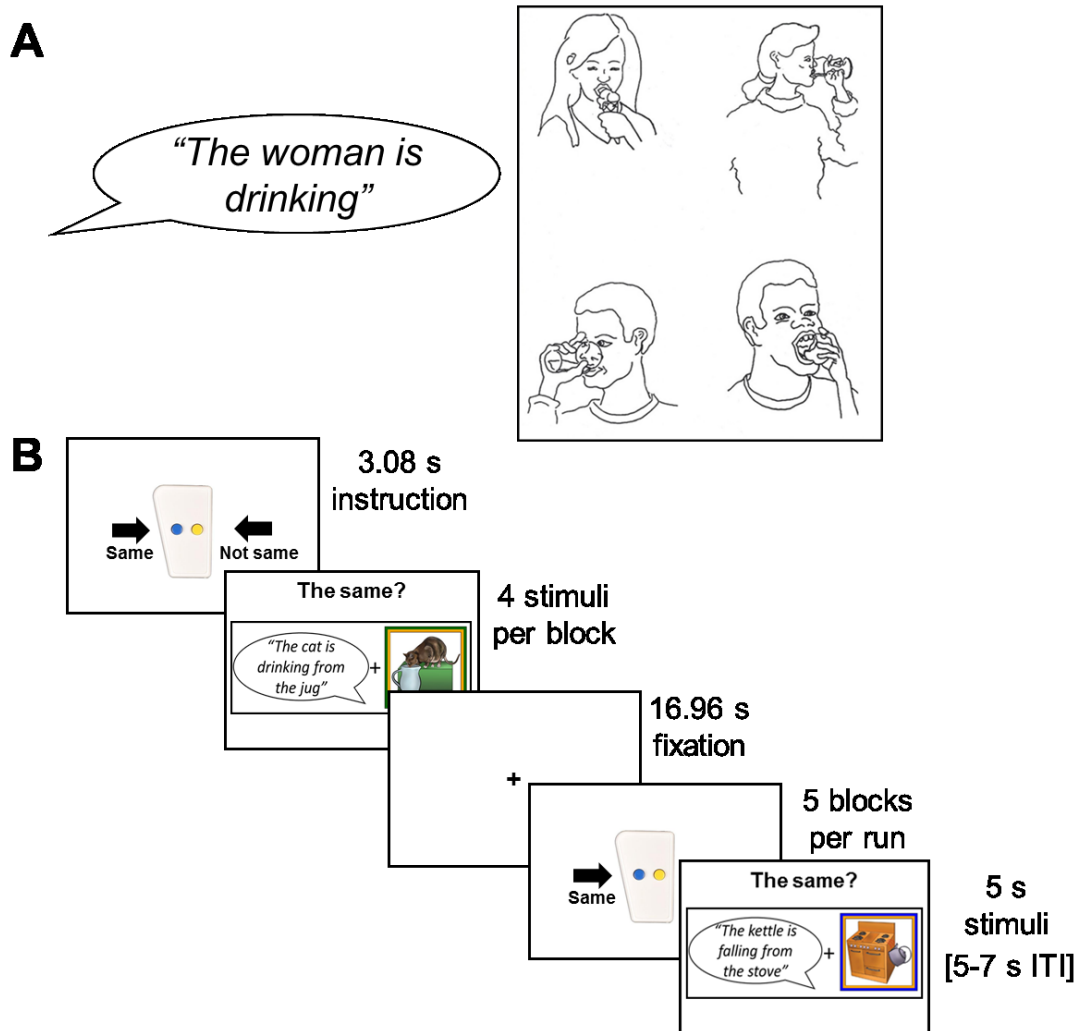 A
“The woman is
drinking”
B
3.08 s
instruction
Same
Not same
The same?
4 stimuli
per block
“The cat is
drinking from
the jug”
+
16.96 s
fixation
+
5 blocks
per run
Same
The same?
5 s
stimuli
[5-7 s ITI]
“The kettle is
falling from
the stove”
+